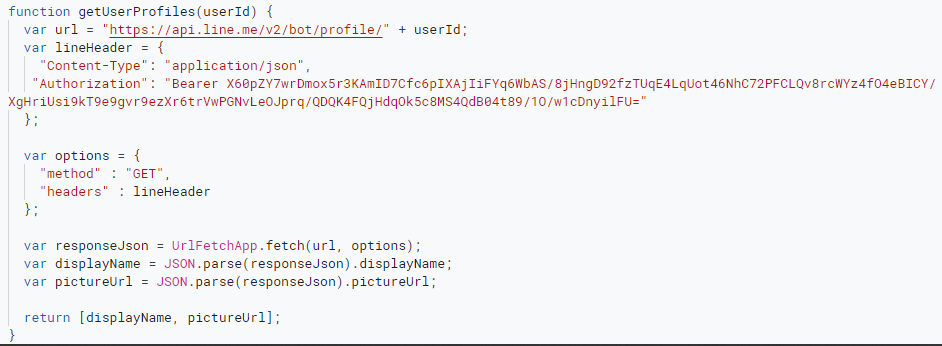 function getUserProfiles(userId) {
  var url = "https://api.line.me/v2/bot/profile/" + userId;
  var lineHeader = {
    "Content-Type": "application/json",
   "Authorization": "Bearer X60pZY7wrDmox5r3KAmID7Cfc6pIXAjIiFYq6WbAS/8jHngD92fzTUqE4LqUot46NhC72PFCLQv8rcWYz4fO4eBICY/
XgHriUsi9kT9e9gvr9ezXr6trVwPGNvLeOJprq/QDQK4FQjHdqOk5c8MS4QdB04t89/1O/w1cDnyilFU="
  };

  var options = {
    "method" : "GET",
    "headers" : lineHeader
  };

  var responseJson = UrlFetchApp.fetch(url, options);
  var displayName = JSON.parse(responseJson).displayName;
  var pictureUrl = JSON.parse(responseJson).pictureUrl;

  return [displayName, pictureUrl];
}